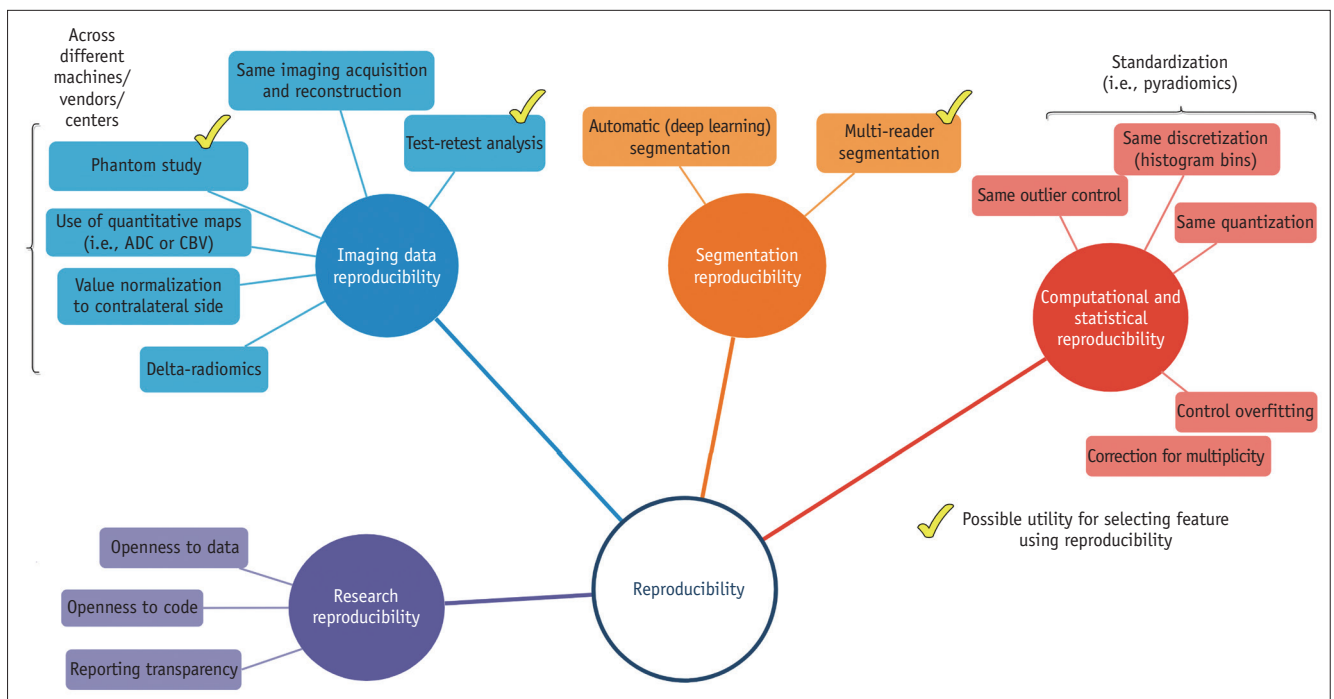 Across
different
machines/
vendors/
centers
Same imaging acquisition
and reconstruction
Test-retest analysis
Phantom study
Use of quantitative maps
(i.e., ADC or CBV)
Value normalization
to contralateral side
Delta-radiomics
Imaging data
reproducibility
Automatic (deep learning)
segmentation
Multi-reader
segmentation
Segmentation
reproducibility
Standardization
(i.e., pyradiomics)
Same discretization
(histogram bins)
Same outlier control
Same quantization
Computational and
statistical
reproducibility
Control overfitting
Correction for multiplicity
Possible utility for selecting feature
using reproducibility
Openness to data
Openness to code
Reporting transparency
Research
reproducibility
Reproducibility